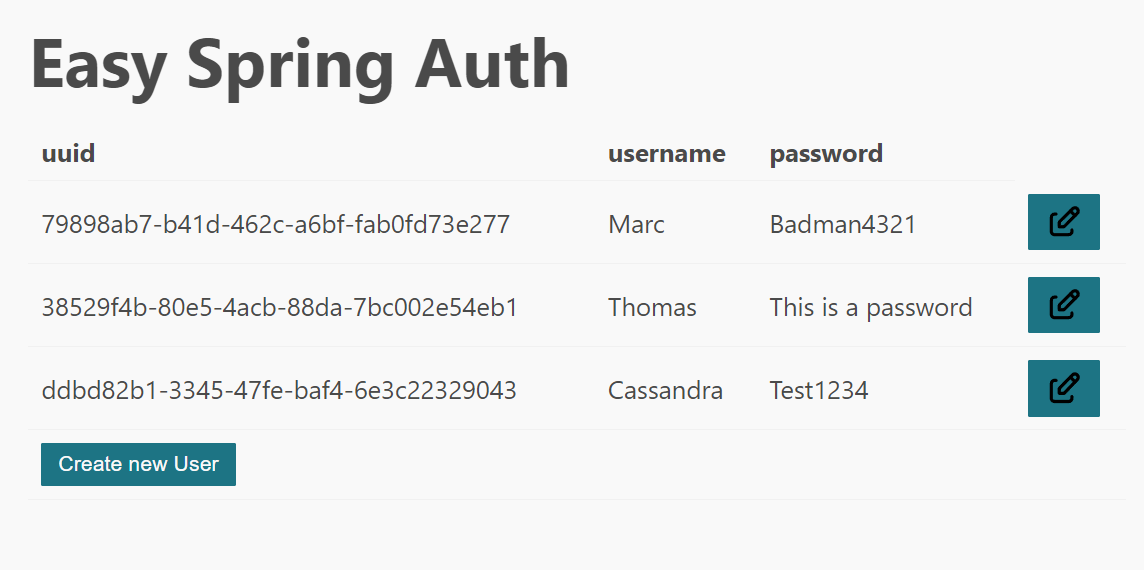 Easy Spring Auth
uuid username password
79898ab7-b41d-462c-a6bf-fab0fd73e277 Marc Badman4321
38529f4b-80e5-4acb-88da-7bc002e54eb1 Thomas This is a password
ddbd82b1-3345-47fe-baf4-6e3c22329043 Cassandra Test1234
Create new User